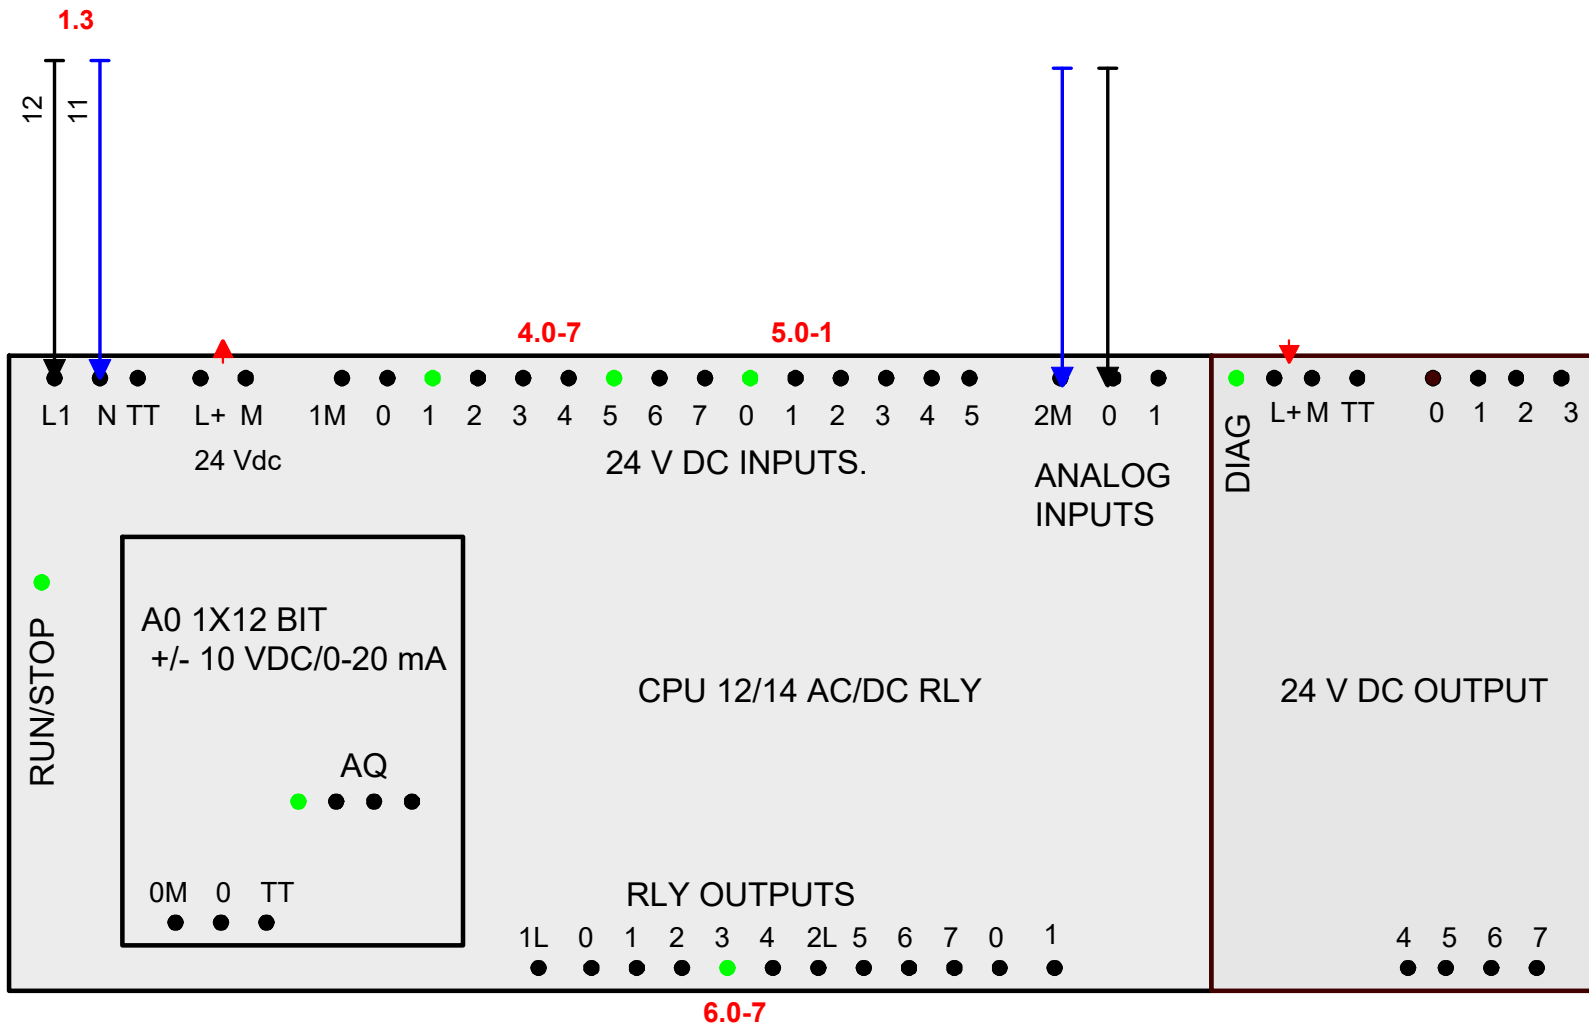 1.3
12
11
4.0-7
5.0-1
L1 N TT L+ M 1M 0 1 2 3 4 5 6 7 0 1 2 3 4 5 2M 0 1
L+ M TT 0 1 2 3
24 Vdc
24 V DC INPUTS.
ANALOG
INPUTS
DIAG
RUN/STOP
A0 1X12 BIT
+/- 10 VDC/0-20 mA
CPU 12/14 AC/DC RLY
24 V DC OUTPUT
AQ
0M 0 TT
RLY OUTPUTS
1L 0 1 2 3 4 2L 5 6 7 0 1
4 5 6 7
6.0-7